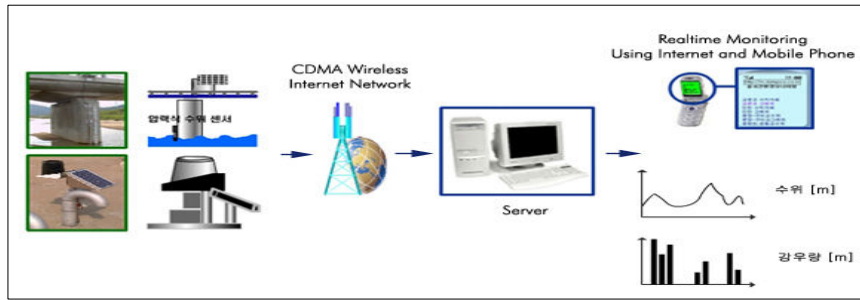 압력식 수위 센서
CDMA Wireless
Internet Network
Server
Realtime Monitoring
Using Internet and Mobile Phone
수위 [m]
강우량 [m]